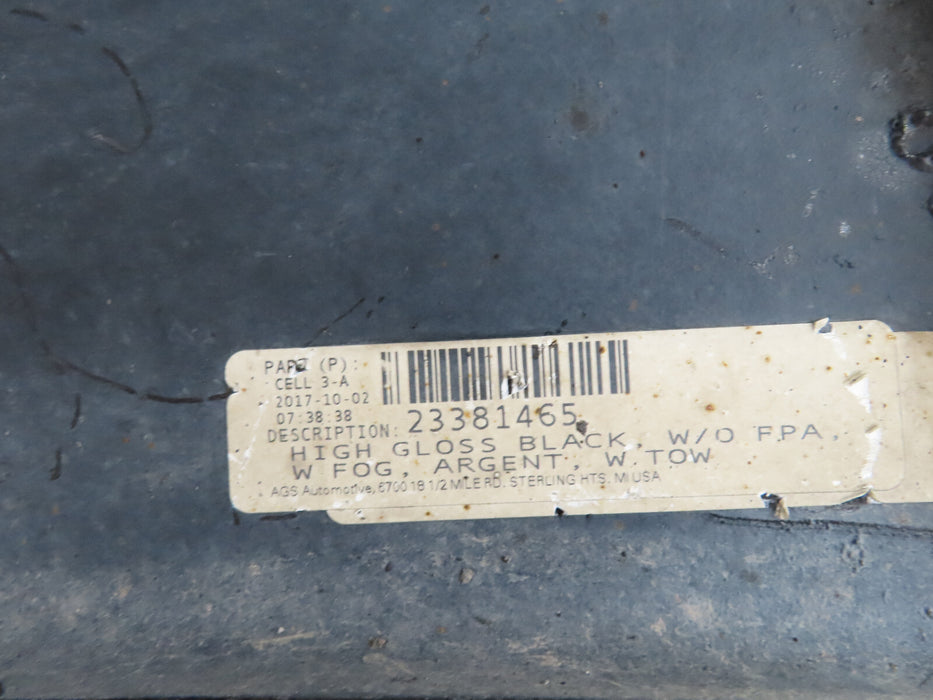 PART (P):
CELL 3-A
2017-10-02
07:38:38
23381465
DESCRIPTION:
HIGH GLOSS BLACK, W/O FPA,
W FOG, ARGENT, W TOW
AGS Automotive, 6700 18 1/2 MILE RD. STERLING HTS. MI USA